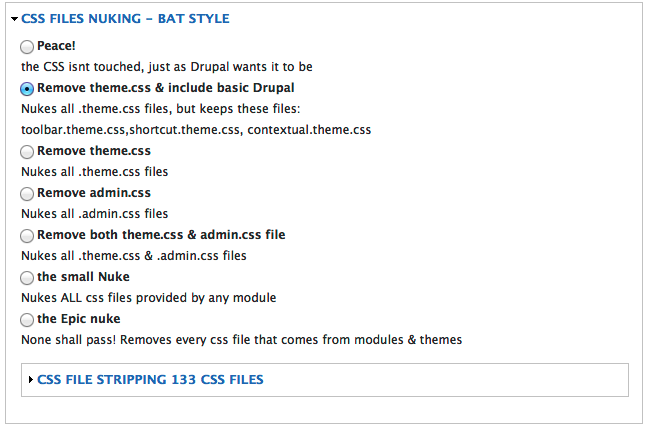 CSS FILES NUKING - BAT STYLE
Peace!
the CSS isnt touched, just as Drupal wants it to be
Remove theme.css & include basic Drupal
Nukes all .theme.css files, but keeps these files:
toolbar.theme.css,shortcut.theme.css, contextual.theme.css
Remove theme.css
Nukes all .theme.css files
Remove admin.css
Nukes all .admin.css files
Remove both theme.css & admin.css file
Nukes all .theme.css & .admin.css files
the small Nuke
Nukes ALL css files provided by any module
the Epic nuke
None shall pass! Removes every css file that comes from modules & themes
CSS FILE STRIPPING 133 CSS FILES